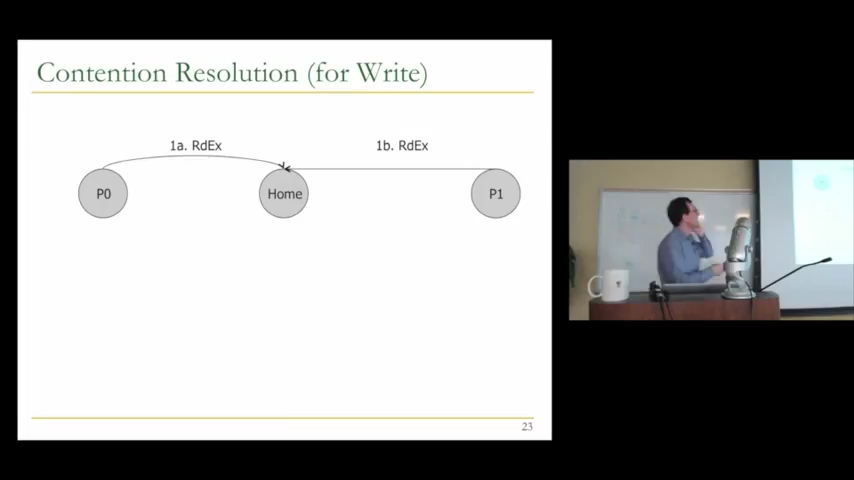 Contention Resolution (for Write)
1a. RdEx
1b. RdEx
P0
Home
P1
23